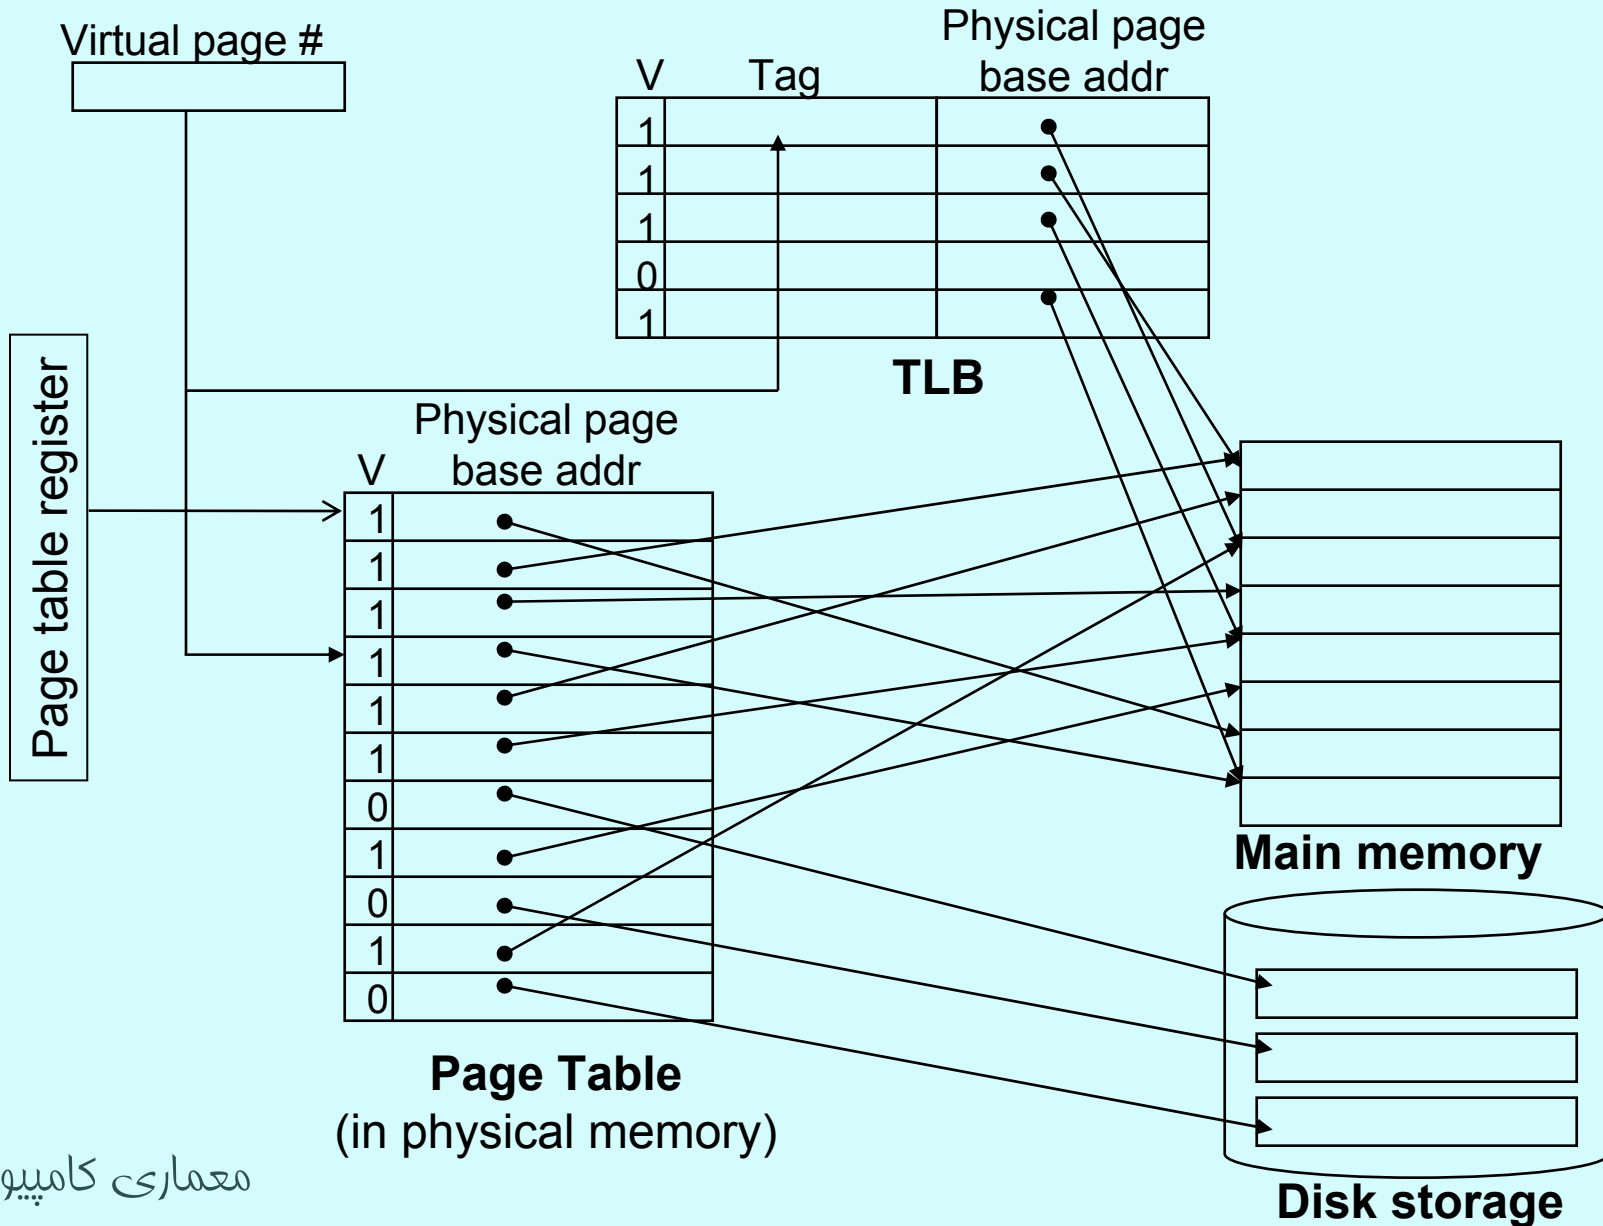 Virtual page #
Physical page
base addr
V Tag
1
1
1
0
1
TLB
Page table register
Physical page
base addr
V
1
1
1
1
1
1
0
1
0
1
0
Page Table
(in physical memory)
Main memory
Disk storage
معماری